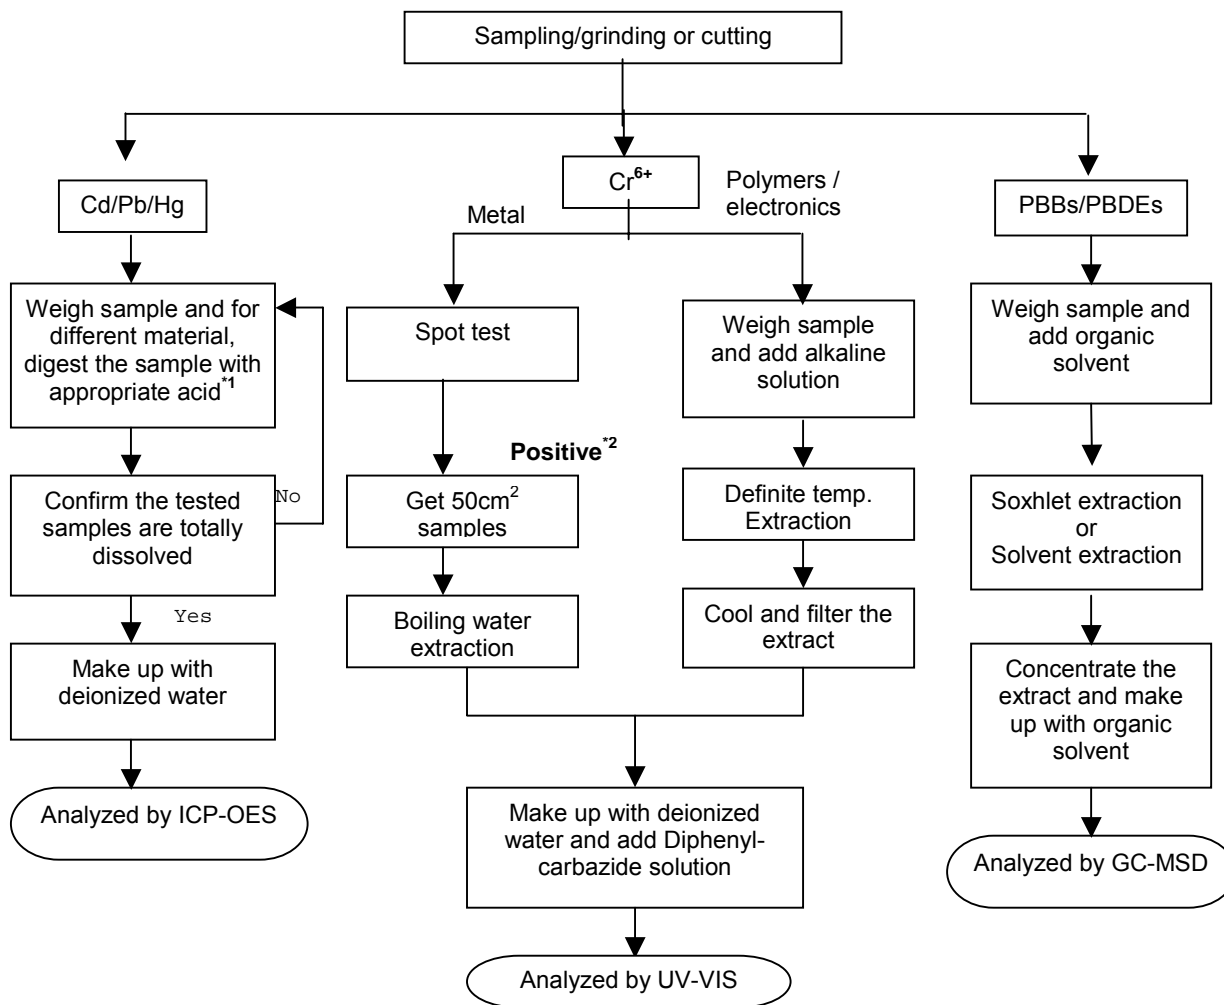 Sampling/grinding or cutting
Cd/Pb/Hg
Cr⁶⁺
Polymers /
electronics
Metal
PBBs/PBDEs
Weigh sample and for
different material,
digest the sample with
appropriate acid*¹
Confirm the tested
samples are totally
dissolved
No
Yes
Make up with
deionized water
Analyzed by ICP-OES
Spot test
Positive*²
Get 50cm²
samples
Boiling water
extraction
Weigh sample
and add alkaline
solution
Definite temp.
Extraction
Cool and filter the
extract
Make up with deionized
water and add Diphenyl-
carbazide solution
Analyzed by UV-VIS
Weigh sample and
add organic
solvent
Soxhlet extraction
or
Solvent extraction
Concentrate the
extract and make
up with organic
solvent
Analyzed by GC-MSD